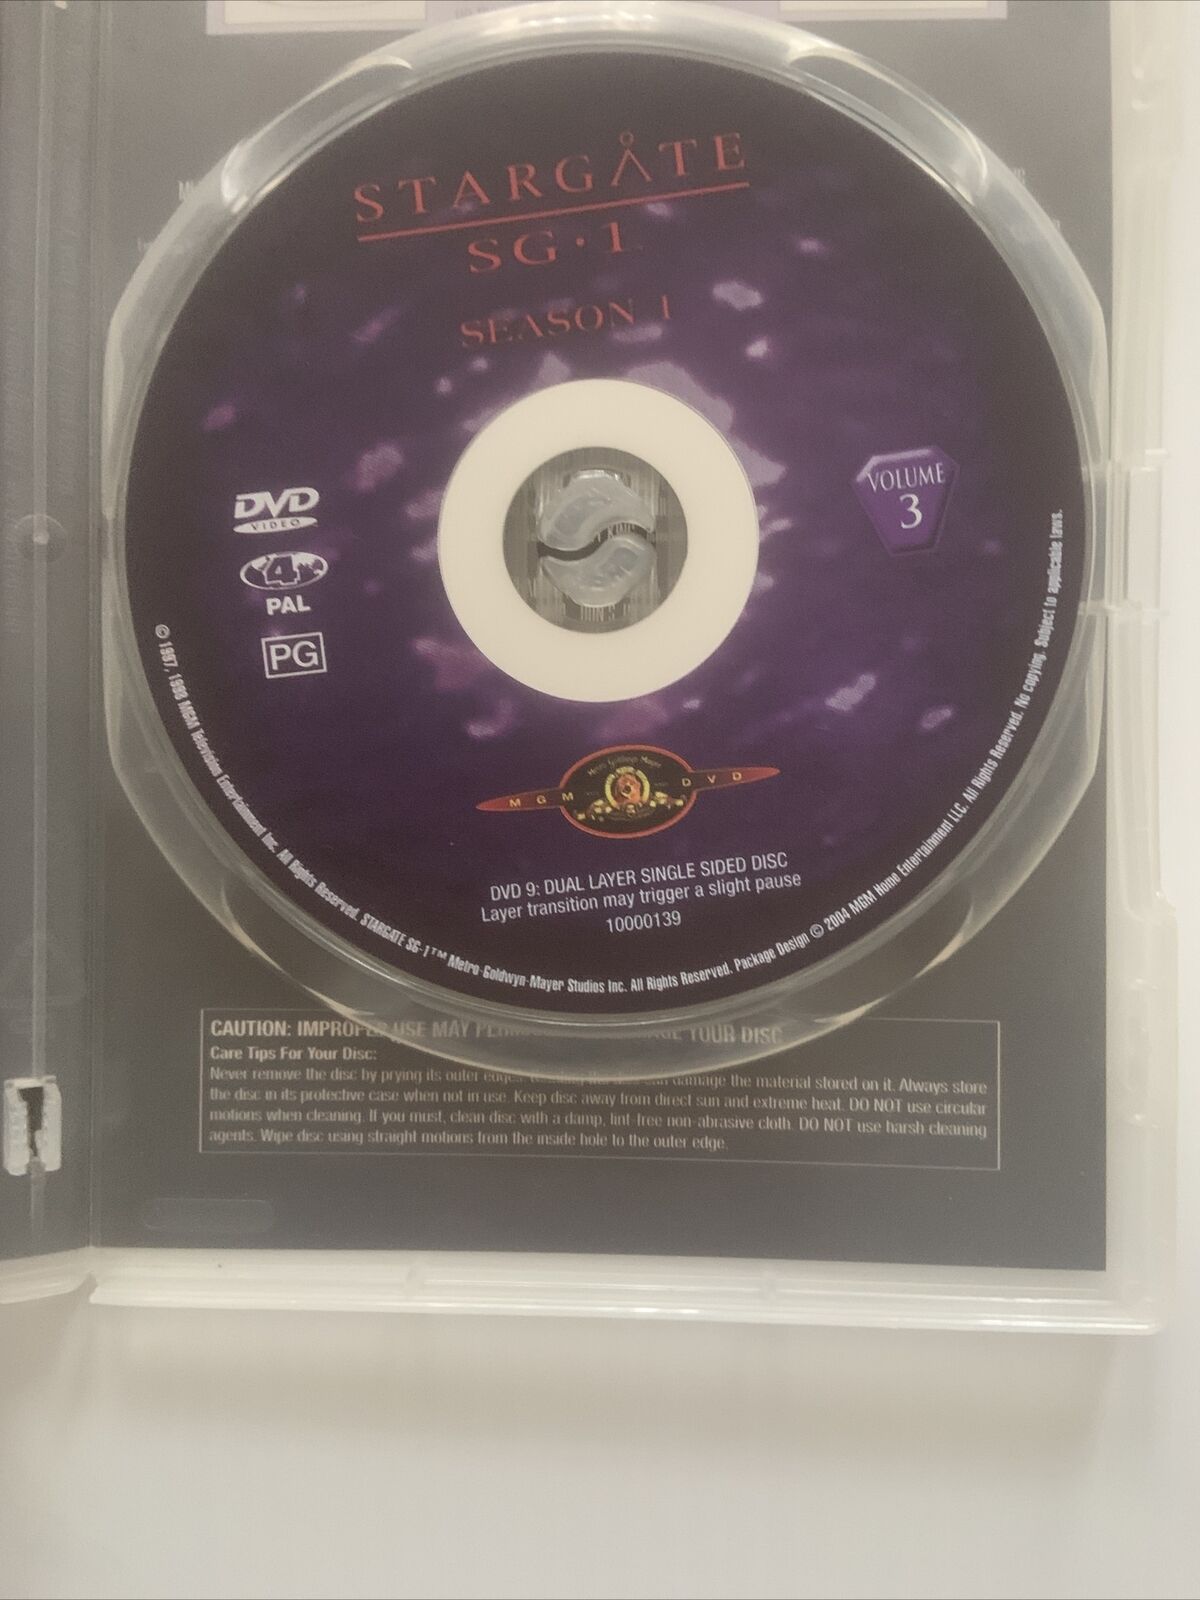 STARGATE
SG·1
SEASON 1
DVD
VIDEO
4
PAL
PG
VOLUME
3
Metro Goldwyn Mayer
MGM DVD
DVD 9: DUAL LAYER SINGLE SIDED DISC
Layer transition may trigger a slight pause
10000139
© 1997, 1998 MGM Television Entertainment Inc. All Rights Reserved. STARGATE SG-1™ Metro-Goldwyn-Mayer Studios Inc. All Rights Reserved. Package Design © 2004 MGM Home Entertainment LLC. All Rights Reserved. No copying. Subject to applicable laws.
CAUTION: IMPROPER USE MAY YOUR DISC
Care Tips For Your Disc:
Never remove the disc by prying its outer edges. damage the material stored on it. Always store
the disc in its protective case when not in use. Keep disc away from direct sun and extreme heat. DO NOT use circular
motions when cleaning. If you must, clean disc with a damp, lint-free non-abrasive cloth. DO NOT use harsh cleaning
agents. Wipe disc using straight motions from the inside hole to the outer edge.